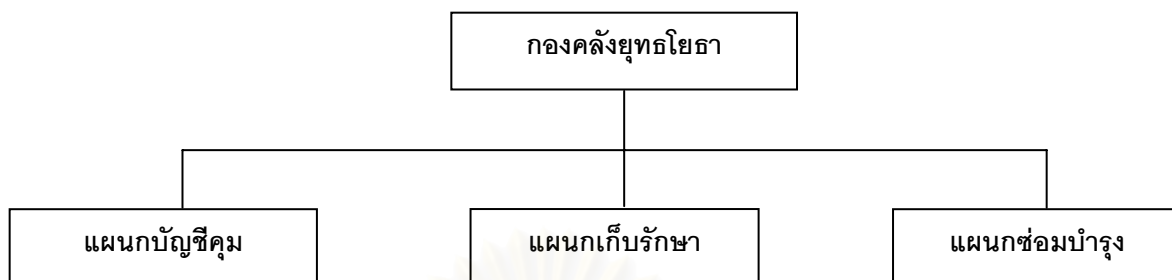 กองคลังยุทธโยธา
แผนกบัญชีคุม
แผนกเก็บรักษา
แผนกซ่อมบำรุง